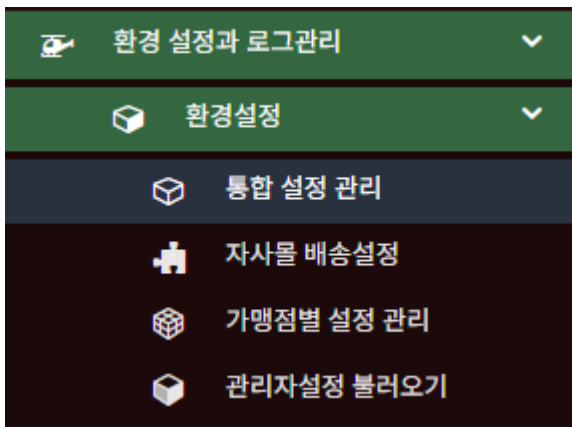 환경 설정과 로그관리
환경설정
통합 설정 관리
자사몰 배송설정
가맹점별 설정 관리
관리자설정 불러오기